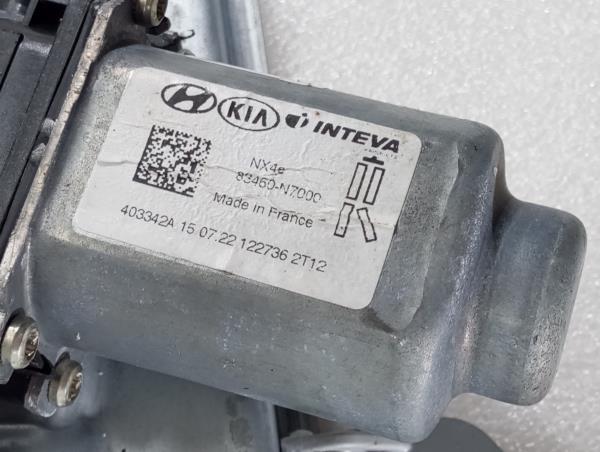 KIA INTEVA
NX4e
83460-N7000
Made in France
403342A 15 07.22 122736 2T12